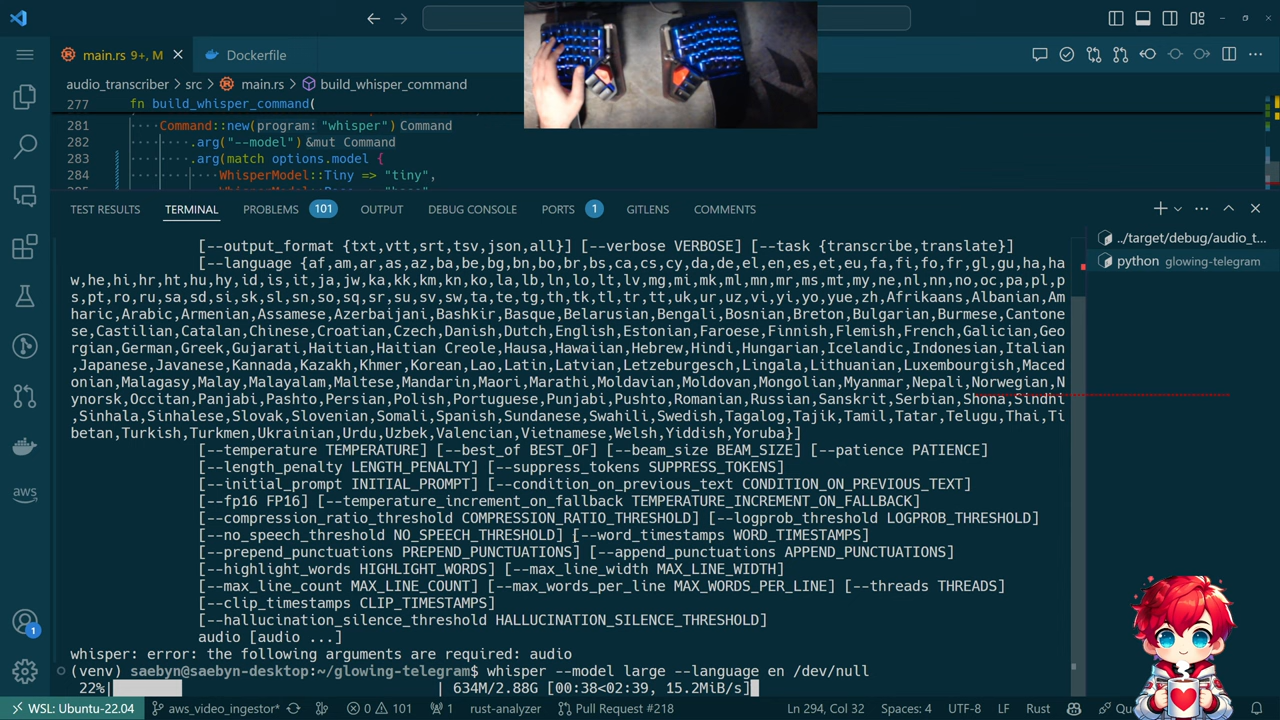 main.rs 9+, M
Dockerfile
audio_transcriber > src > main.rs > build_whisper_command
277 fn build_whisper_command(
281 Command::new(program: "whisper") Command
282 .arg("--model") &mut Command
283 .arg(match options.model {
284 WhisperModel::Tiny => "tiny",
TEST RESULTS TERMINAL PROBLEMS 101 OUTPUT DEBUG CONSOLE PORTS 1 GITLENS COMMENTS
../target/debug/audio_t...
python glowing-telegram
[--output_format {txt,vtt,srt,tsv,json,all}] [--verbose VERBOSE] [--task {transcribe,translate}]
[--language {af,am,ar,as,az,ba,be,bg,bn,bo,br,bs,ca,cs,cy,da,de,el,en,es,et,eu,fa,fi,fo,fr,gl,gu,ha,ha
w,he,hi,hr,ht,hu,hy,id,is,it,ja,jw,ka,kk,km,kn,ko,la,lb,ln,lo,lt,lv,mg,mi,mk,ml,mn,mr,ms,mt,my,ne,nl,nn,no,oc,pa,pl,p
s,pt,ro,ru,sa,sd,si,sk,sl,sn,so,sq,sr,su,sv,sw,ta,te,tg,th,tk,tl,tr,tt,uk,ur,uz,vi,yi,yo,yue,zh,Afrikaans,Albanian,Am
haric,Arabic,Armenian,Assamese,Azerbaijani,Bashkir,Basque,Belarusian,Bengali,Bosnian,Breton,Bulgarian,Burmese,Cantone
se,Castilian,Catalan,Chinese,Croatian,Czech,Danish,Dutch,English,Estonian,Faroese,Finnish,Flemish,French,Galician,Geo
rgian,German,Greek,Gujarati,Haitian,Haitian Creole,Hausa,Hawaiian,Hebrew,Hindi,Hungarian,Icelandic,Indonesian,Italian
,Japanese,Javanese,Kannada,Kazakh,Khmer,Korean,Lao,Latin,Latvian,Letzeburgesch,Lingala,Lithuanian,Luxembourgish,Maced
onian,Malagasy,Malay,Malayalam,Maltese,Mandarin,Maori,Marathi,Moldavian,Moldovan,Mongolian,Myanmar,Nepali,Norwegian,N
ynorsk,Occitan,Panjabi,Pashto,Persian,Polish,Portuguese,Punjabi,Pushto,Romanian,Russian,Sanskrit,Serbian,Shona,Sindhi
,Sinhala,Sinhalese,Slovak,Slovenian,Somali,Spanish,Sundanese,Swahili,Swedish,Tagalog,Tajik,Tamil,Tatar,Telugu,Thai,Ti
betan,Turkish,Turkmen,Ukrainian,Urdu,Uzbek,Valencian,Vietnamese,Welsh,Yiddish,Yoruba}]
[--temperature TEMPERATURE] [--best_of BEST_OF] [--beam_size BEAM_SIZE] [--patience PATIENCE]
[--length_penalty LENGTH_PENALTY] [--suppress_tokens SUPPRESS_TOKENS]
[--initial_prompt INITIAL_PROMPT] [--condition_on_previous_text CONDITION_ON_PREVIOUS_TEXT]
[--fp16 FP16] [--temperature_increment_on_fallback TEMPERATURE_INCREMENT_ON_FALLBACK]
[--compression_ratio_threshold COMPRESSION_RATIO_THRESHOLD] [--logprob_threshold LOGPROB_THRESHOLD]
[--no_speech_threshold NO_SPEECH_THRESHOLD] [--word_timestamps WORD_TIMESTAMPS]
[--prepend_punctuations PREPEND_PUNCTUATIONS] [--append_punctuations APPEND_PUNCTUATIONS]
[--highlight_words HIGHLIGHT_WORDS] [--max_line_width MAX_LINE_WIDTH]
[--max_line_count MAX_LINE_COUNT] [--max_words_per_line MAX_WORDS_PER_LINE] [--threads THREADS]
[--clip_timestamps CLIP_TIMESTAMPS]
[--hallucination_silence_threshold HALLUCINATION_SILENCE_THRESHOLD]
audio [audio ...]
whisper: error: the following arguments are required: audio
(venv) saebyn@saebyn-desktop:~/glowing-telegram$ whisper --model large --language en /dev/null
22%| | 634M/2.88G [00:38<02:39, 15.2MiB/s]
aws
1
WSL: Ubuntu-22.04 aws_video_ingestor* 0 101 1 rust-analyzer Pull Request #218 Ln 294, Col 32 Spaces: 4 UTF-8 LF Rust